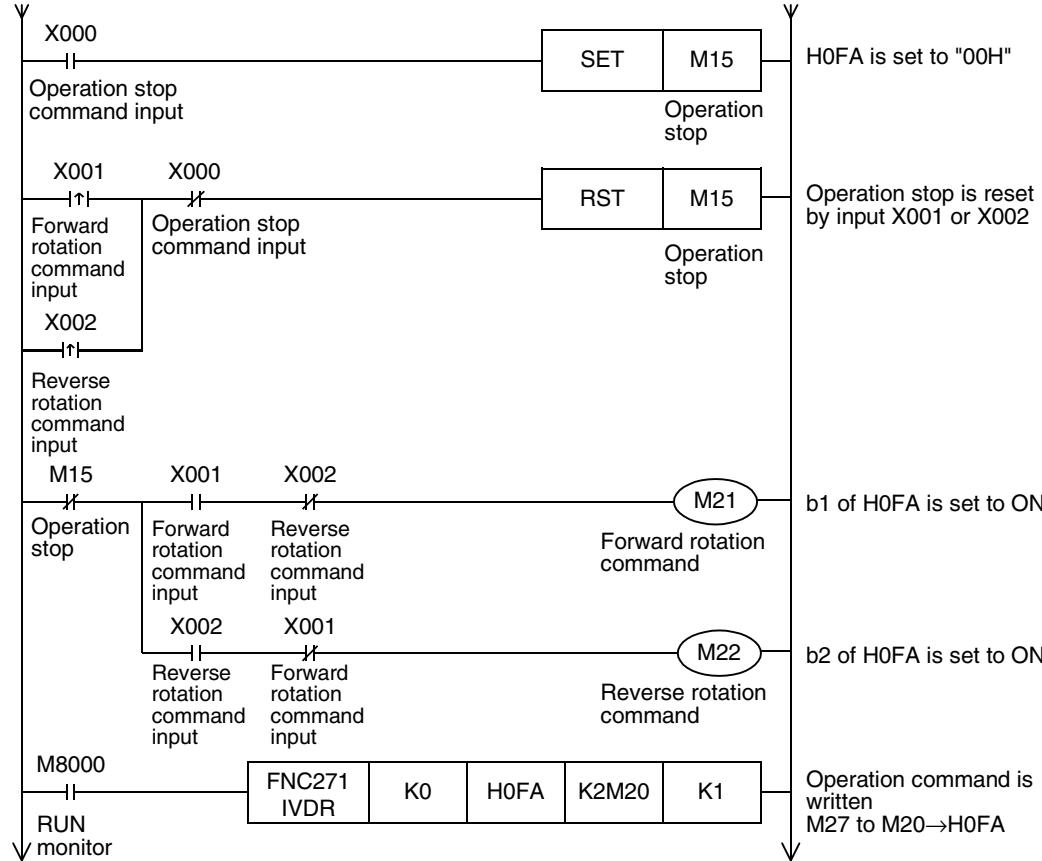 X000
SET M15
H0FA is set to "00H"
Operation stop
command input
Operation
stop
X001 X000
RST M15
Operation stop is reset
by input X001 or X002
Forward
rotation
command
input
Operation stop
command input
Operation
stop
X002
Reverse
rotation
command
input
M15 X001 X002
M21
b1 of H0FA is set to ON
Operation
stop
Forward
rotation
command
input
Reverse
rotation
command
input
Forward rotation
command
X002 X001
M22
b2 of H0FA is set to ON
Reverse
rotation
command
input
Forward
rotation
command
input
Reverse rotation
command
M8000
FNC271
IVDR
K0 H0FA K2M20 K1
Operation command is
written
M27 to M20→H0FA
RUN
monitor